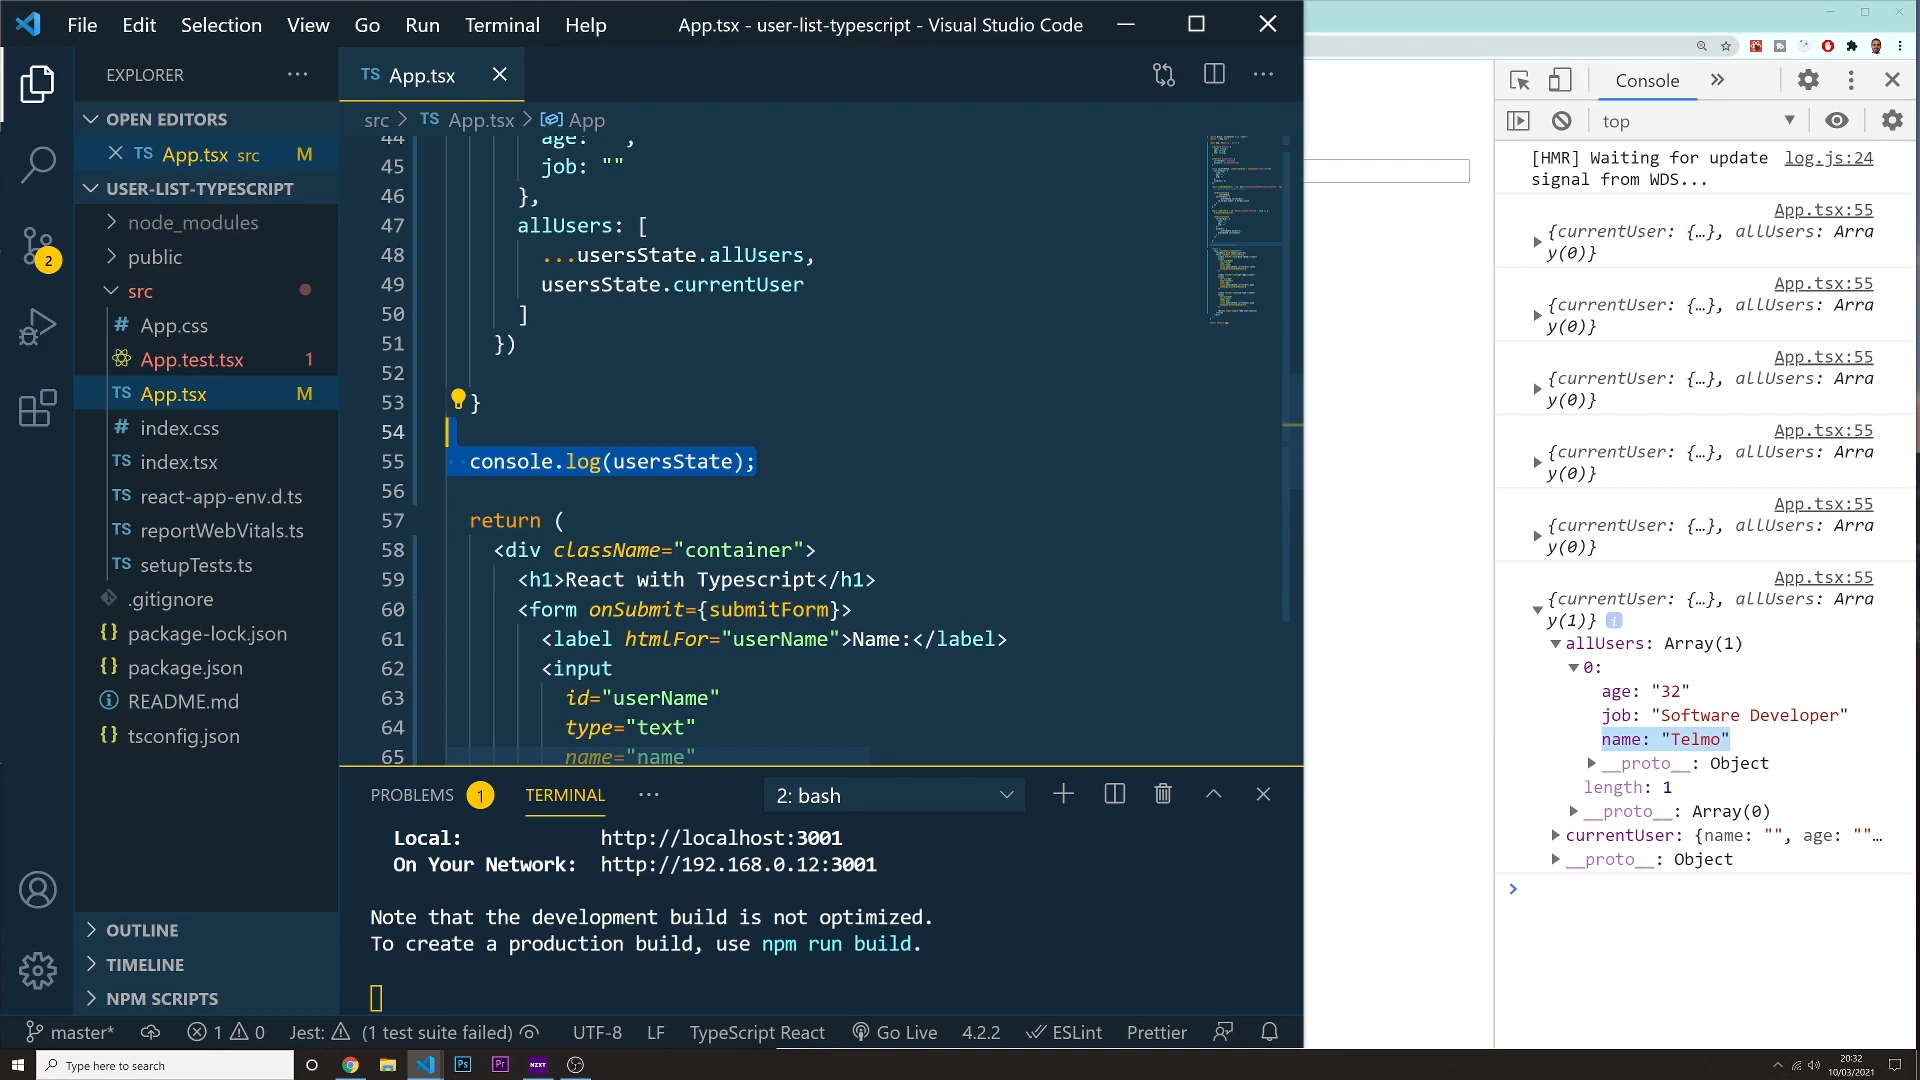 File Edit Selection View Go Run Terminal Help
App.tsx - user-list-typescript - Visual Studio Code
EXPLORER
OPEN EDITORS
TS App.tsx src M
USER-LIST-TYPESCRIPT
node_modules
public
src
# App.css
App.test.tsx 1
TS App.tsx M
# index.css
TS index.tsx
TS react-app-env.d.ts
TS reportWebVitals.ts
TS setupTests.ts
.gitignore
{} package-lock.json
{} package.json
README.md
{} tsconfig.json
OUTLINE
TIMELINE
NPM SCRIPTS
2
TS App.tsx
src > TS App.tsx > App
44 age: ,
45 job: ""
46 },
47 allUsers: [
48 ...usersState.allUsers,
49 usersState.currentUser
50 ]
51 })
52
53 }
54
55 console.log(usersState);
56
57 return (
58 <div className="container">
59 <h1>React with Typescript</h1>
60 <form onSubmit={submitForm}>
61 <label htmlFor="userName">Name:</label>
62 <input
63 id="userName"
64 type="text"
65 name="name"
PROBLEMS 1 TERMINAL 2: bash
Local: http://localhost:3001
On Your Network: http://192.168.0.12:3001
Note that the development build is not optimized.
To create a production build, use npm run build.
master* 1 0 Jest: (1 test suite failed) UTF-8 LF TypeScript React Go Live 4.2.2 ESLint Prettier
Console
top
[HMR] Waiting for update log.js:24
signal from WDS...
App.tsx:55
{currentUser: {…}, allUsers: Arra
y(0)}
App.tsx:55
{currentUser: {…}, allUsers: Arra
y(0)}
App.tsx:55
{currentUser: {…}, allUsers: Arra
y(0)}
App.tsx:55
{currentUser: {…}, allUsers: Arra
y(0)}
App.tsx:55
{currentUser: {…}, allUsers: Arra
y(0)}
App.tsx:55
{currentUser: {…}, allUsers: Arra
y(1)} i
allUsers: Array(1)
0:
age: "32"
job: "Software Developer"
name: "Telmo"
__proto__: Object
length: 1
__proto__: Array(0)
currentUser: {name: "", age: ""…
__proto__: Object
Type here to search
Ps
Pr
NZXT
20:32
10/03/2021